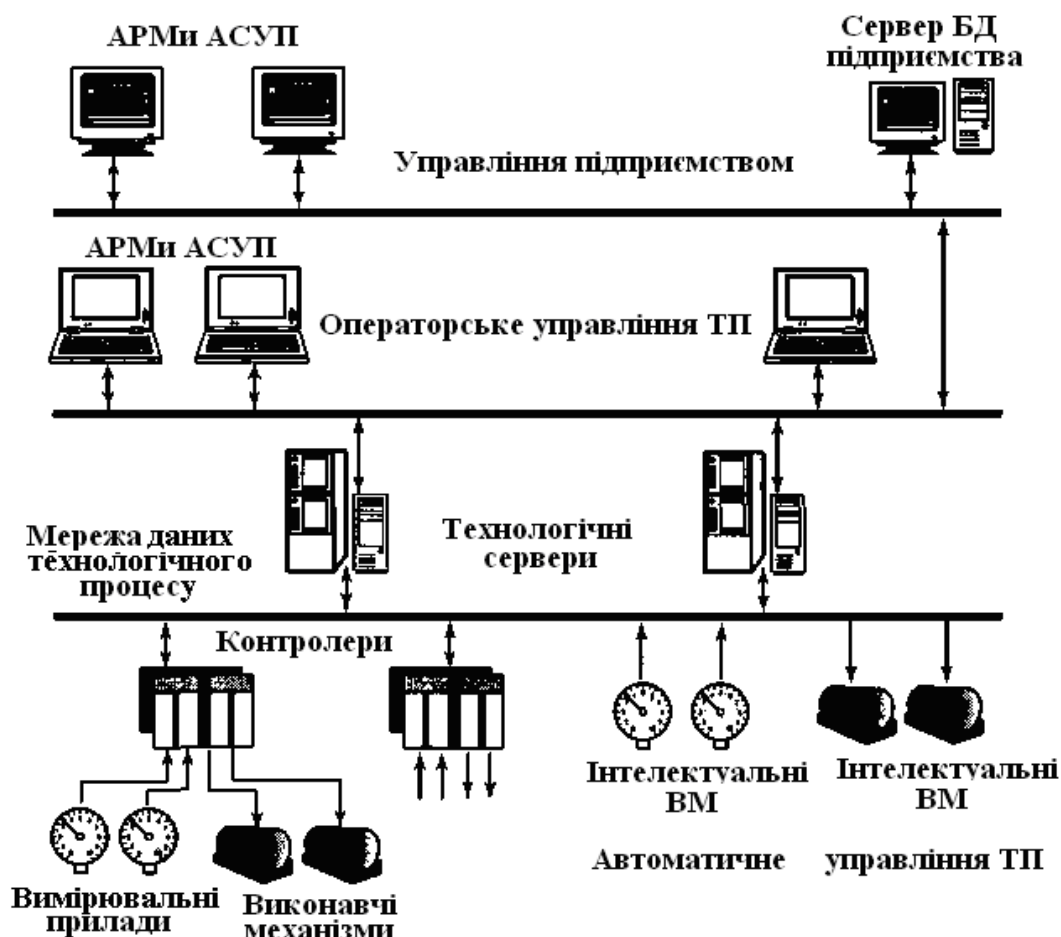 АРМи АСУП
Сервер БД
підприємства
Управління підприємством
АРМи АСУП
Операторське управління ТП
Мережа даних
технологічного
процесу
Технологічні
сервери
Контролери
Інтелектуальні
ВМ
Інтелектуальні
ВМ
Автоматичне управління ТП
Вимірювальні
прилади
Виконавчі
механізми